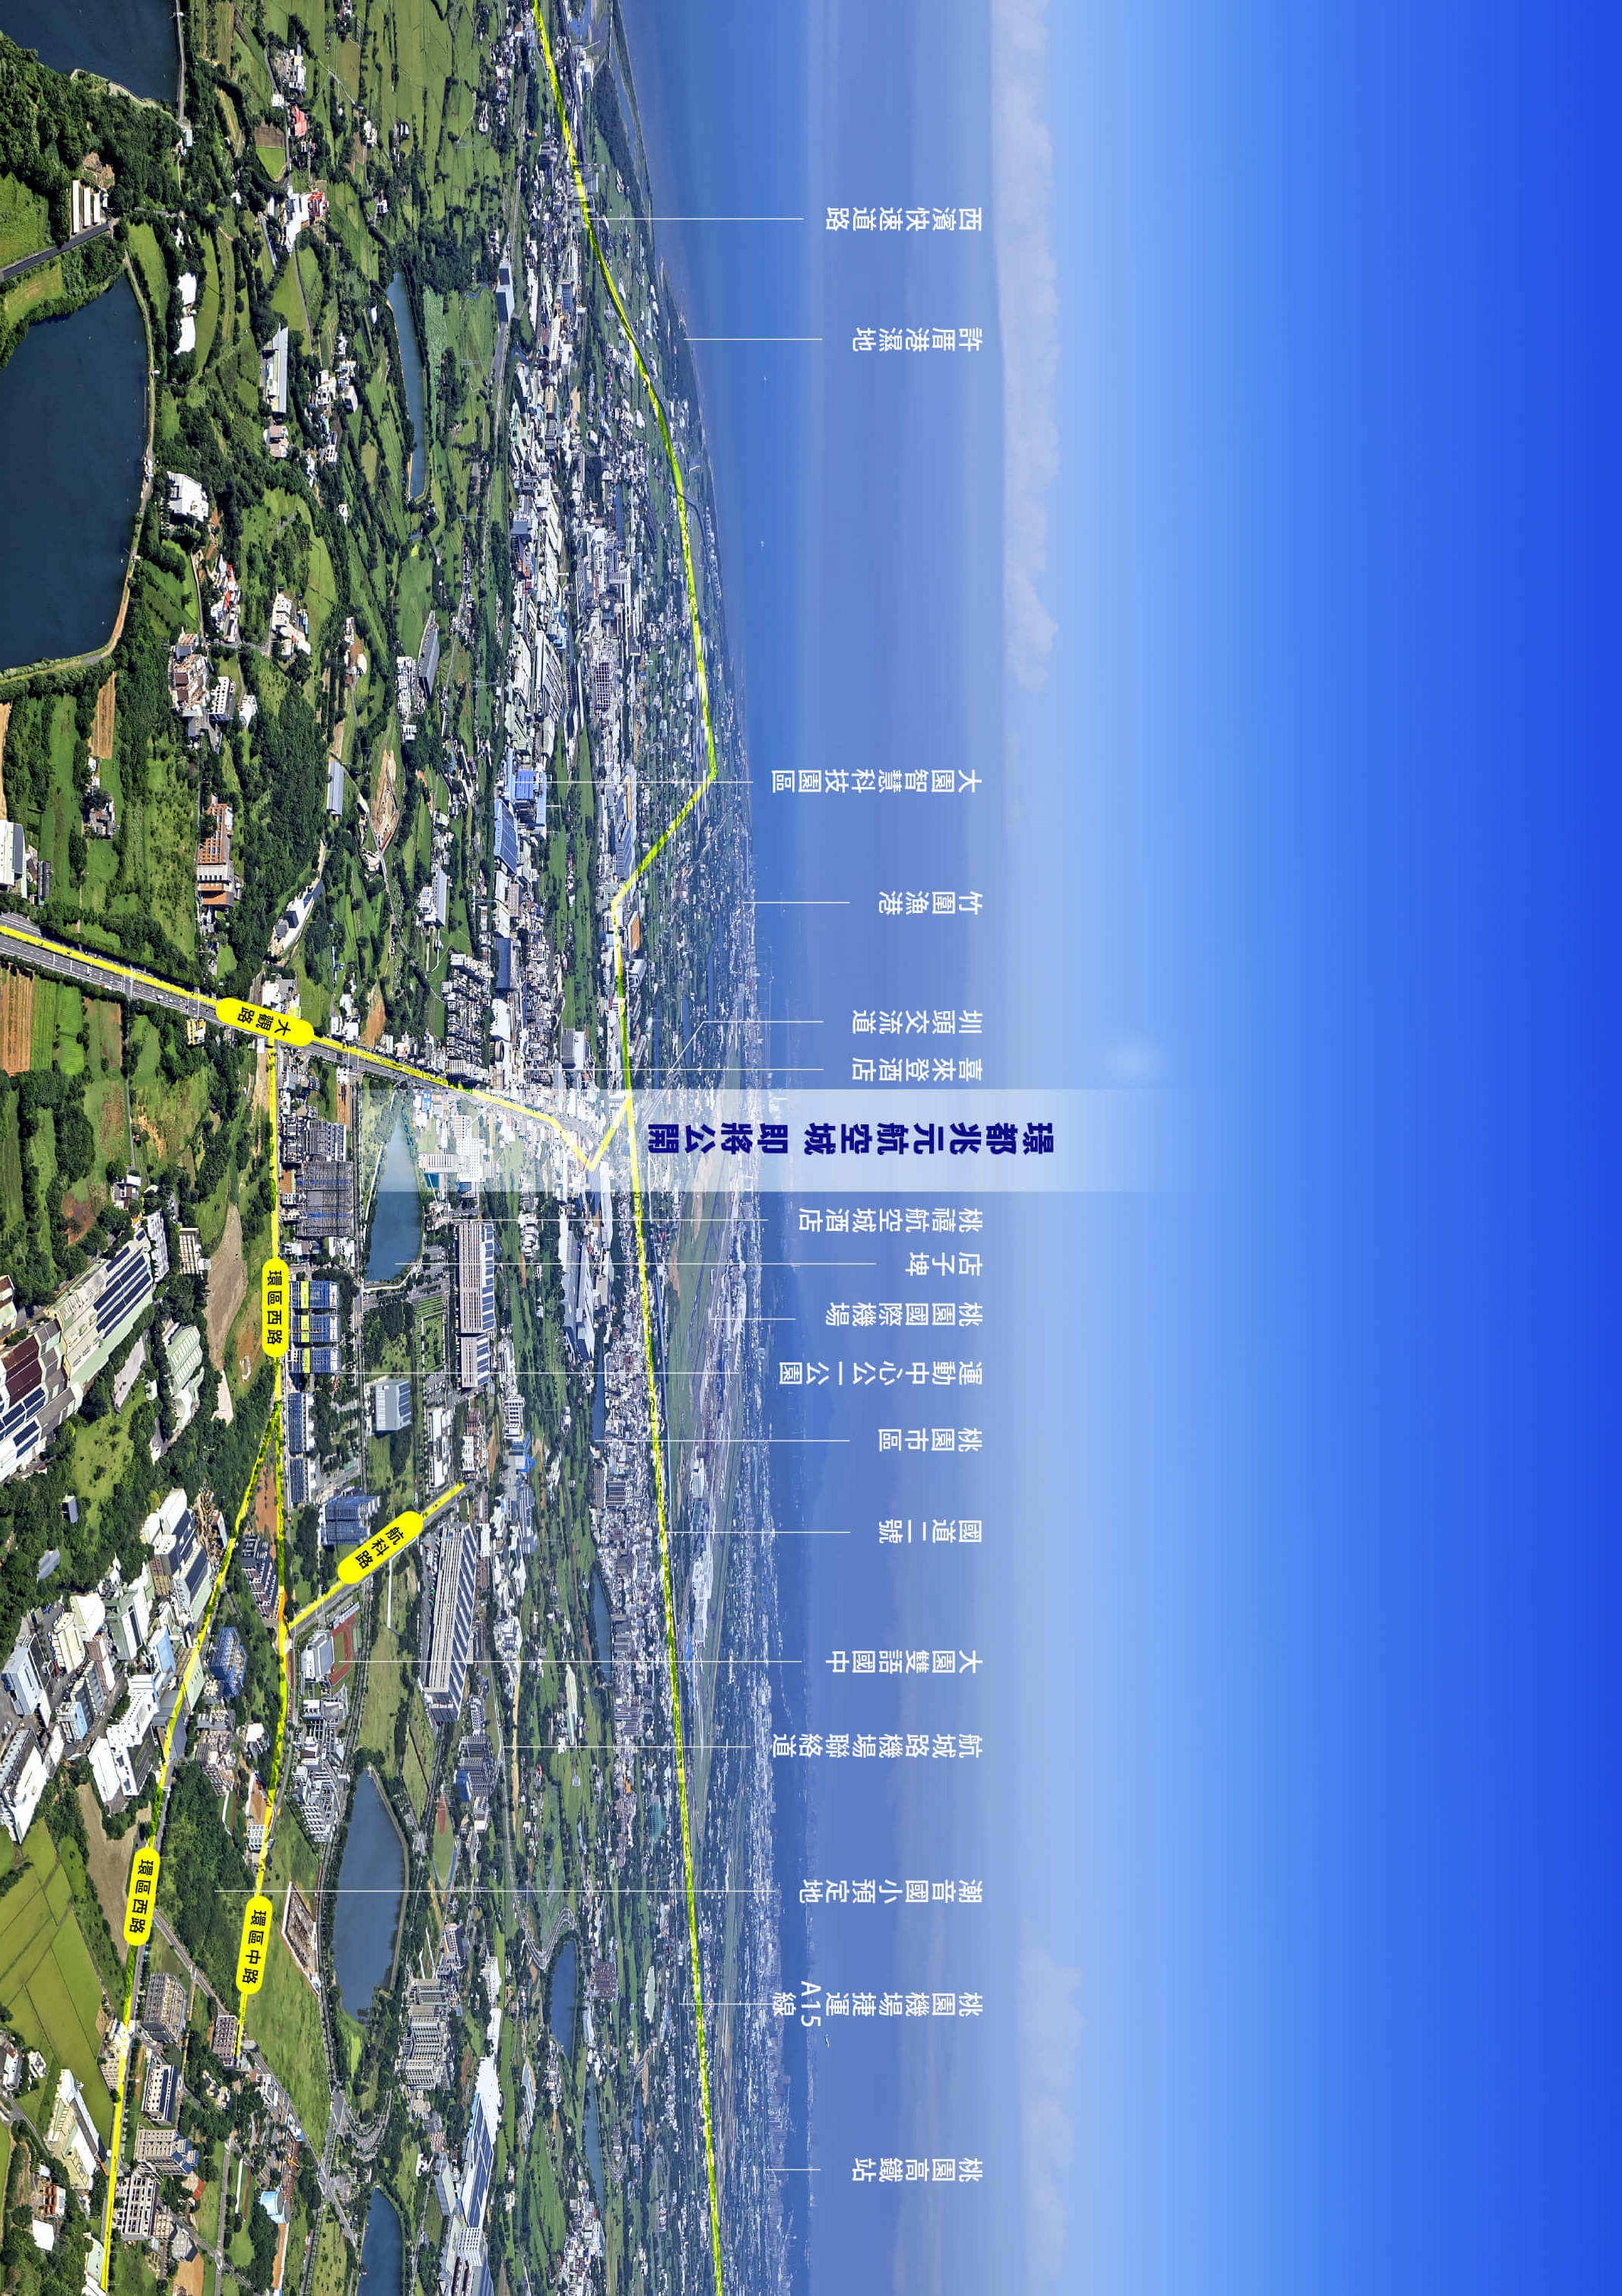 西濱快速道路
許厝港濕地
大園智慧科技園區
竹圍漁港
圳頭交流道
喜來登酒店
璟都兆元航空城 即將公開
桃禧航空城酒店
店子埤
桃園國際機場
運動中心公一公園
桃園市區
國道一號
大園雙語國中
航城路機場聯絡道
潮音國小預定地
桃園機場捷運A15線
桃園高鐵站
大觀路
環區西路
航科路
環區西路
環區中路